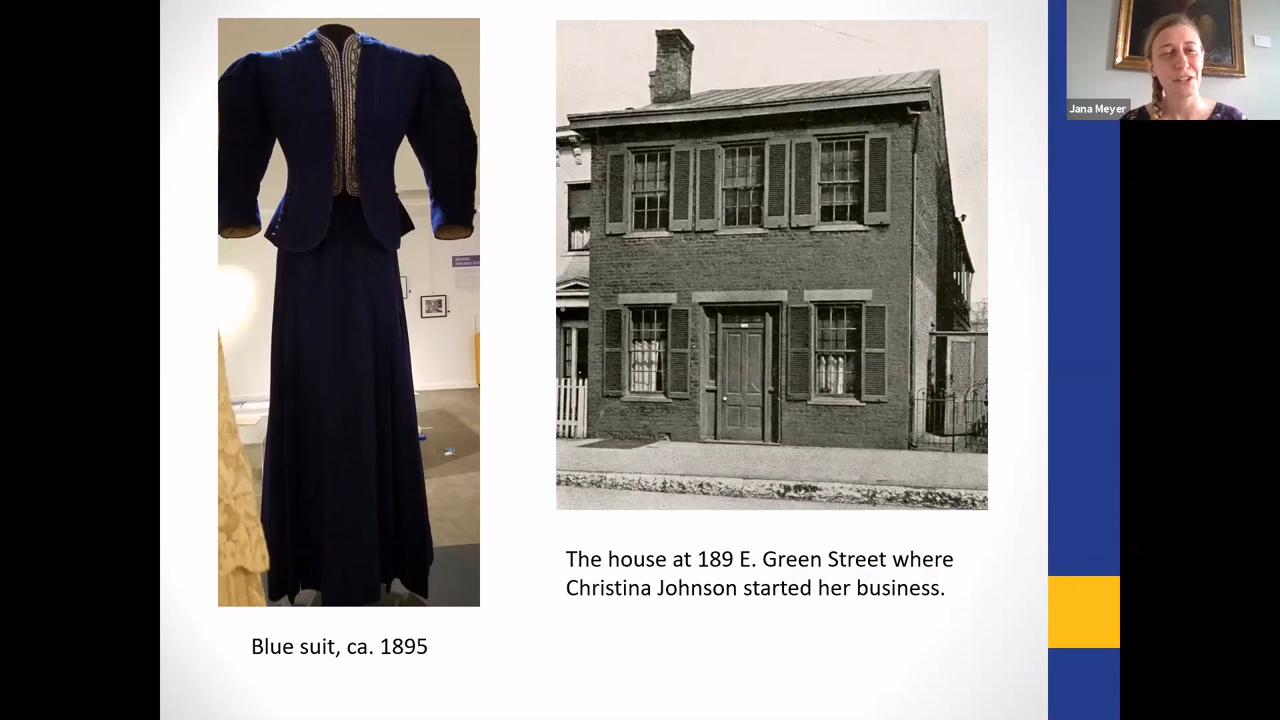 Jana Meyer
The house at 189 E. Green Street where
Christina Johnson started her business.
Blue suit, ca. 1895